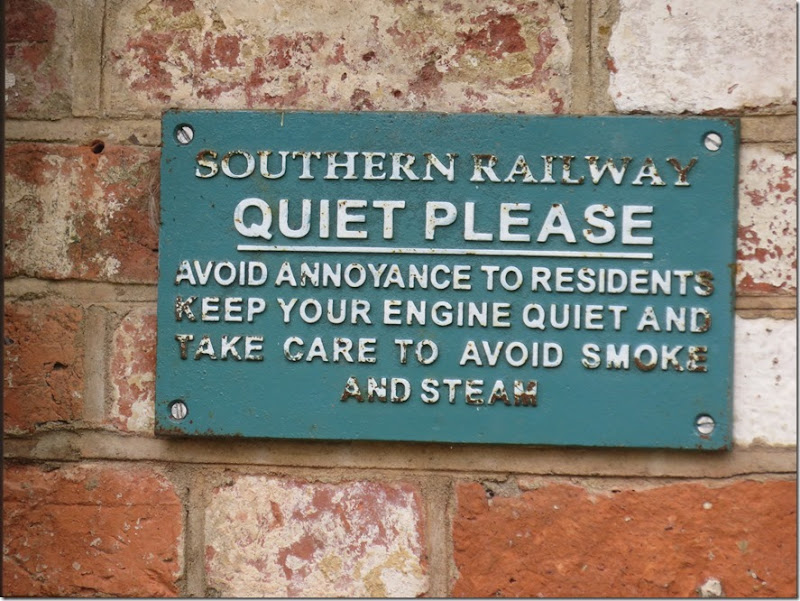 SOUTHERN RAILWAY
QUIET PLEASE
AVOID ANNOYANCE TO RESIDENTS
KEEP YOUR ENGINE QUIET AND
TAKE CARE TO AVOID SMOKE
AND STEAM